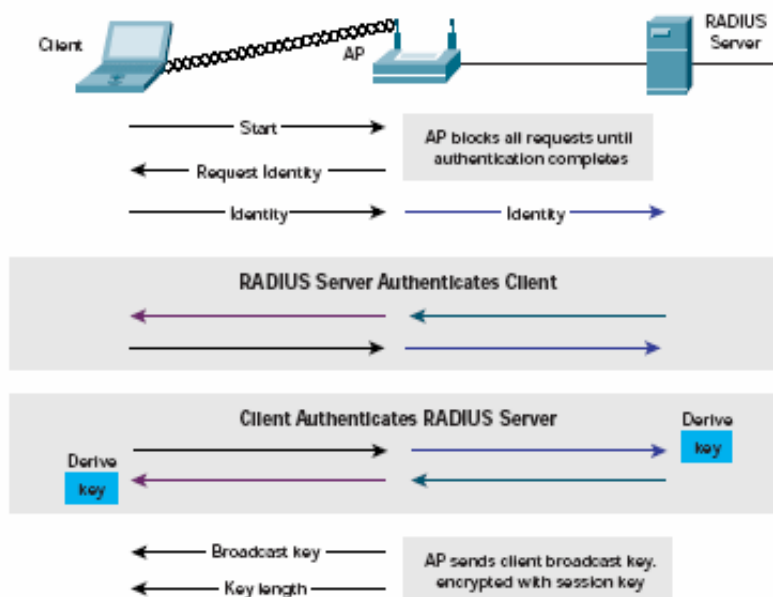 Client
AP
RADIUS
Server
Start
AP blocks all requests until
authentication completes
Request Identity
Identity
Identity
RADIUS Server Authenticates Client
Client Authenticates RADIUS Server
Derive
key
Derive
key
Broadcast key
Key length
AP sends client broadcast key,
encrypted with session key